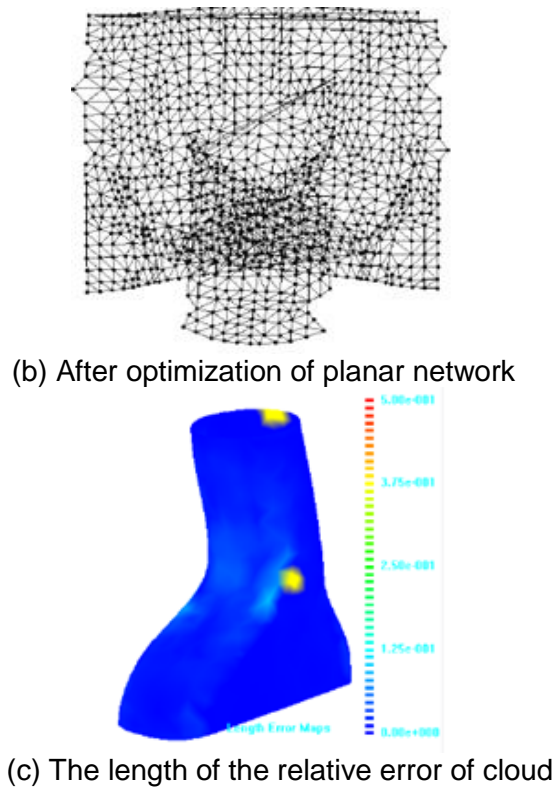 (b) After optimization of planar network
5.00e-001
3.75e-001
2.50e-001
1.25e-001
0.00e+000
Length Error Maps
(c) The length of the relative error of cloud